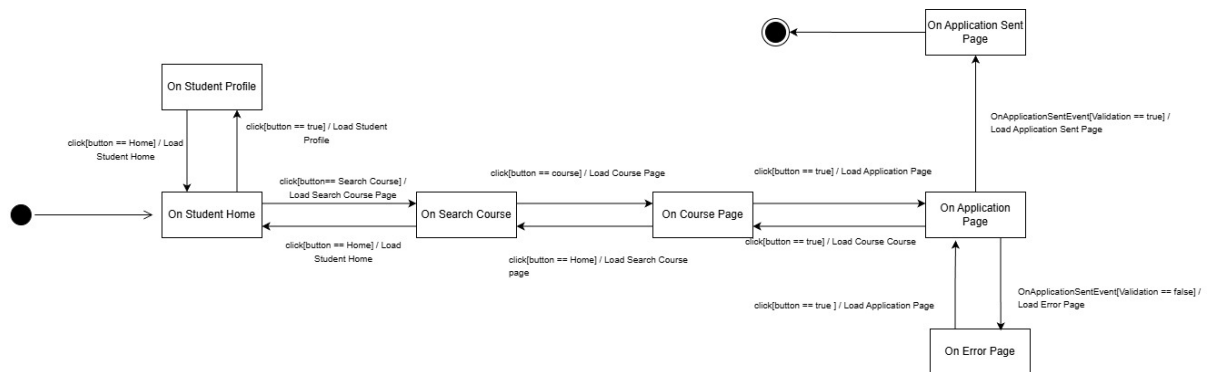 On Application Sent
Page
On Student Profile
click[button == Home] / Load
Student Home
click[button == true] / Load Student
Profile
OnApplicationSentEvent[Validation == true] /
Load Application Sent Page
click[button== Search Course] /
Load Search Course Page
click[button == course] / Load Course Page
click[button == true] / Load Application Page
On Student Home
On Search Course
On Course Page
On Application
Page
click[button == Home] / Load
Student Home
click[button == Home] / Load Search Course
page
click[button == true] / Load Course Course
click[button == true ] / Load Application Page
OnApplicationSentEvent[Validation == false] /
Load Error Page
On Error Page